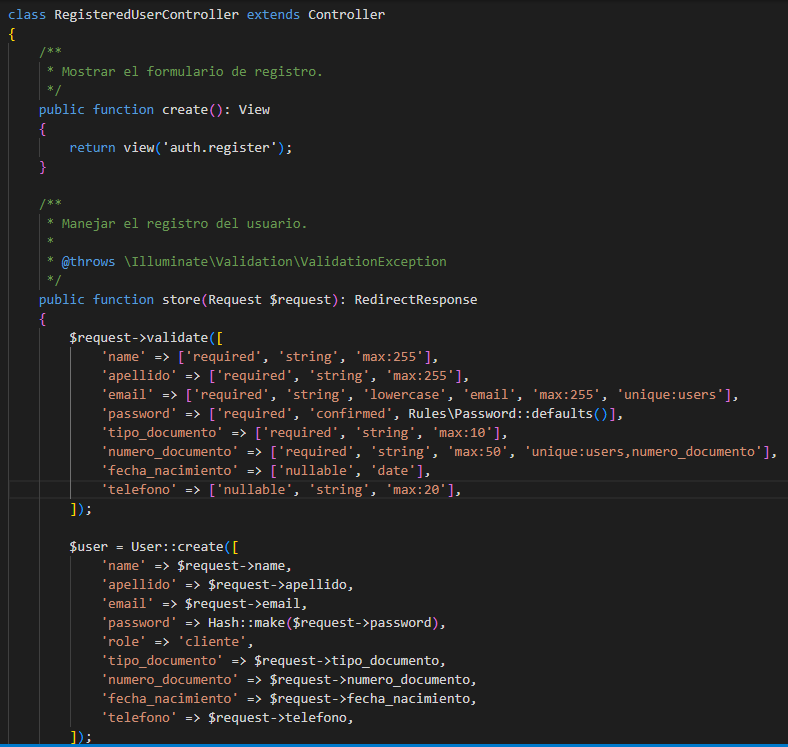 class RegisteredUserController extends Controller
{
    /**
     * Mostrar el formulario de registro.
     */
    public function create(): View
    {
        return view('auth.register');
    }

    /**
     * Manejar el registro del usuario.
     *
     * @throws \Illuminate\Validation\ValidationException
     */
    public function store(Request $request): RedirectResponse
    {
        $request->validate([
            'name' => ['required', 'string', 'max:255'],
            'apellido' => ['required', 'string', 'max:255'],
            'email' => ['required', 'string', 'lowercase', 'email', 'max:255', 'unique:users'],
            'password' => ['required', 'confirmed', Rules\Password::defaults()],
            'tipo_documento' => ['required', 'string', 'max:10'],
            'numero_documento' => ['required', 'string', 'max:50', 'unique:users,numero_documento'],
            'fecha_nacimiento' => ['nullable', 'date'],
            'telefono' => ['nullable', 'string', 'max:20'],
        ]);

        $user = User::create([
            'name' => $request->name,
            'apellido' => $request->apellido,
            'email' => $request->email,
            'password' => Hash::make($request->password),
            'role' => 'cliente',
            'tipo_documento' => $request->tipo_documento,
            'numero_documento' => $request->numero_documento,
            'fecha_nacimiento' => $request->fecha_nacimiento,
            'telefono' => $request->telefono,
        ]);